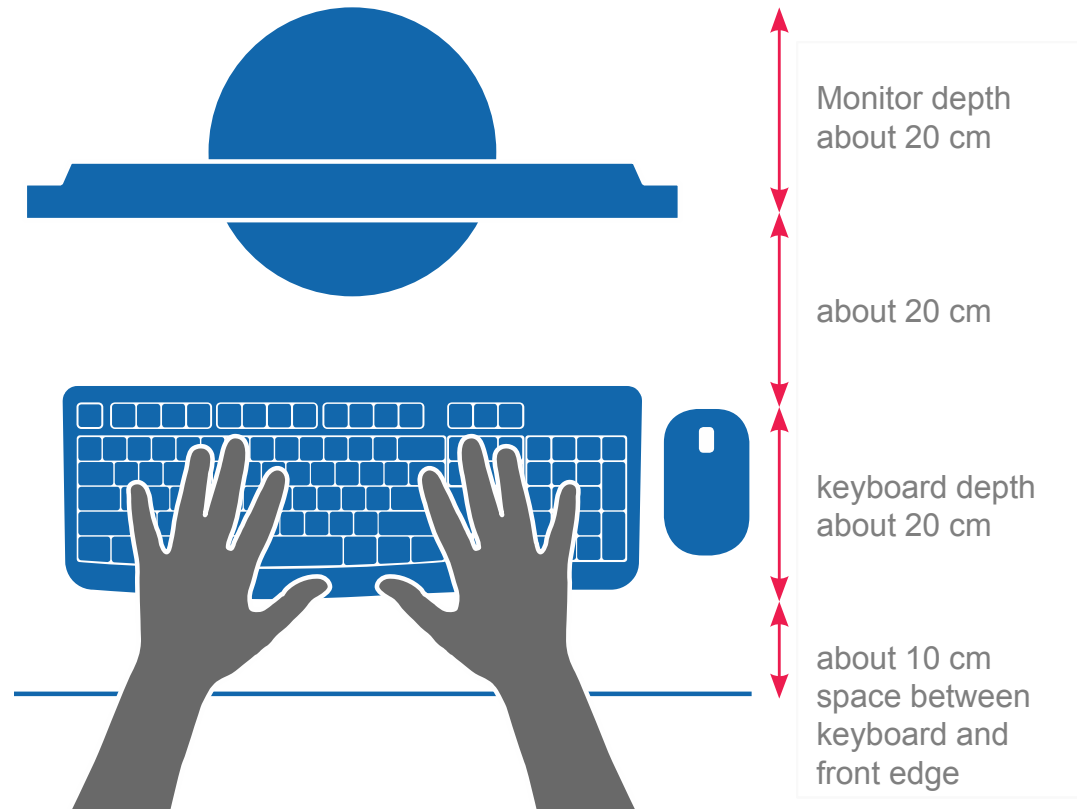 Monitor depth
about 20 cm
about 20 cm
keyboard depth
about 20 cm
about 10 cm
space between
keyboard and
front edge